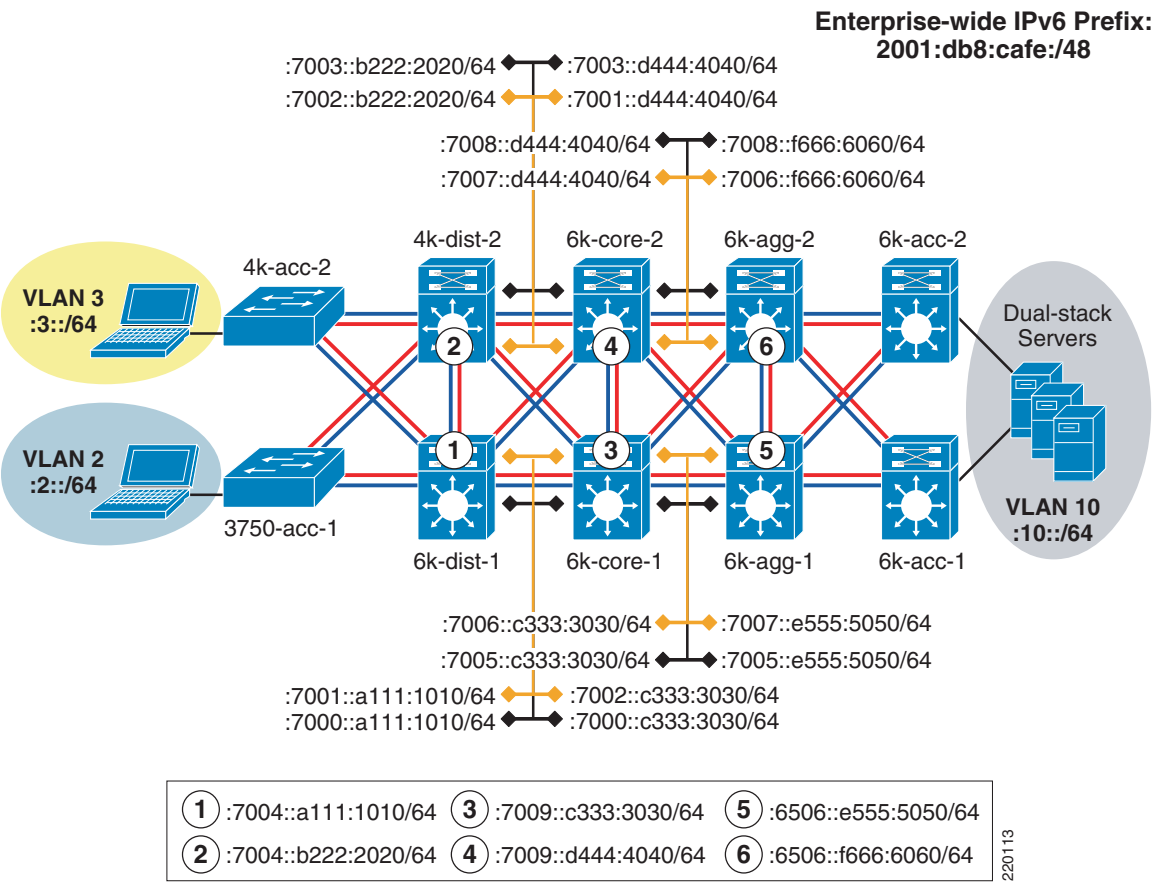 Enterprise-wide IPv6 Prefix:
2001:db8:cafe:/48
:7003::b222:2020/64 :7003::d444:4040/64
:7002::b222:2020/64 :7001::d444:4040/64
:7008::d444:4040/64 :7008::f666:6060/64
:7007::d444:4040/64 :7006::f666:6060/64
4k-dist-2 6k-core-2 6k-agg-2 6k-acc-2
4k-acc-2
VLAN 3
:3::/64
Dual-stack
Servers
2 4 6
1 3 5
VLAN 2
:2::/64
VLAN 10
:10::/64
3750-acc-1
6k-dist-1 6k-core-1 6k-agg-1 6k-acc-1
:7006::c333:3030/64 :7007::e555:5050/64
:7005::c333:3030/64 :7005::e555:5050/64
:7001::a111:1010/64 :7002::c333:3030/64
:7000::a111:1010/64 :7000::c333:3030/64
1 :7004::a111:1010/64 3 :7009::c333:3030/64 5 :6506::e555:5050/64
2 :7004::b222:2020/64 4 :7009::d444:4040/64 6 :6506::f666:6060/64
220113